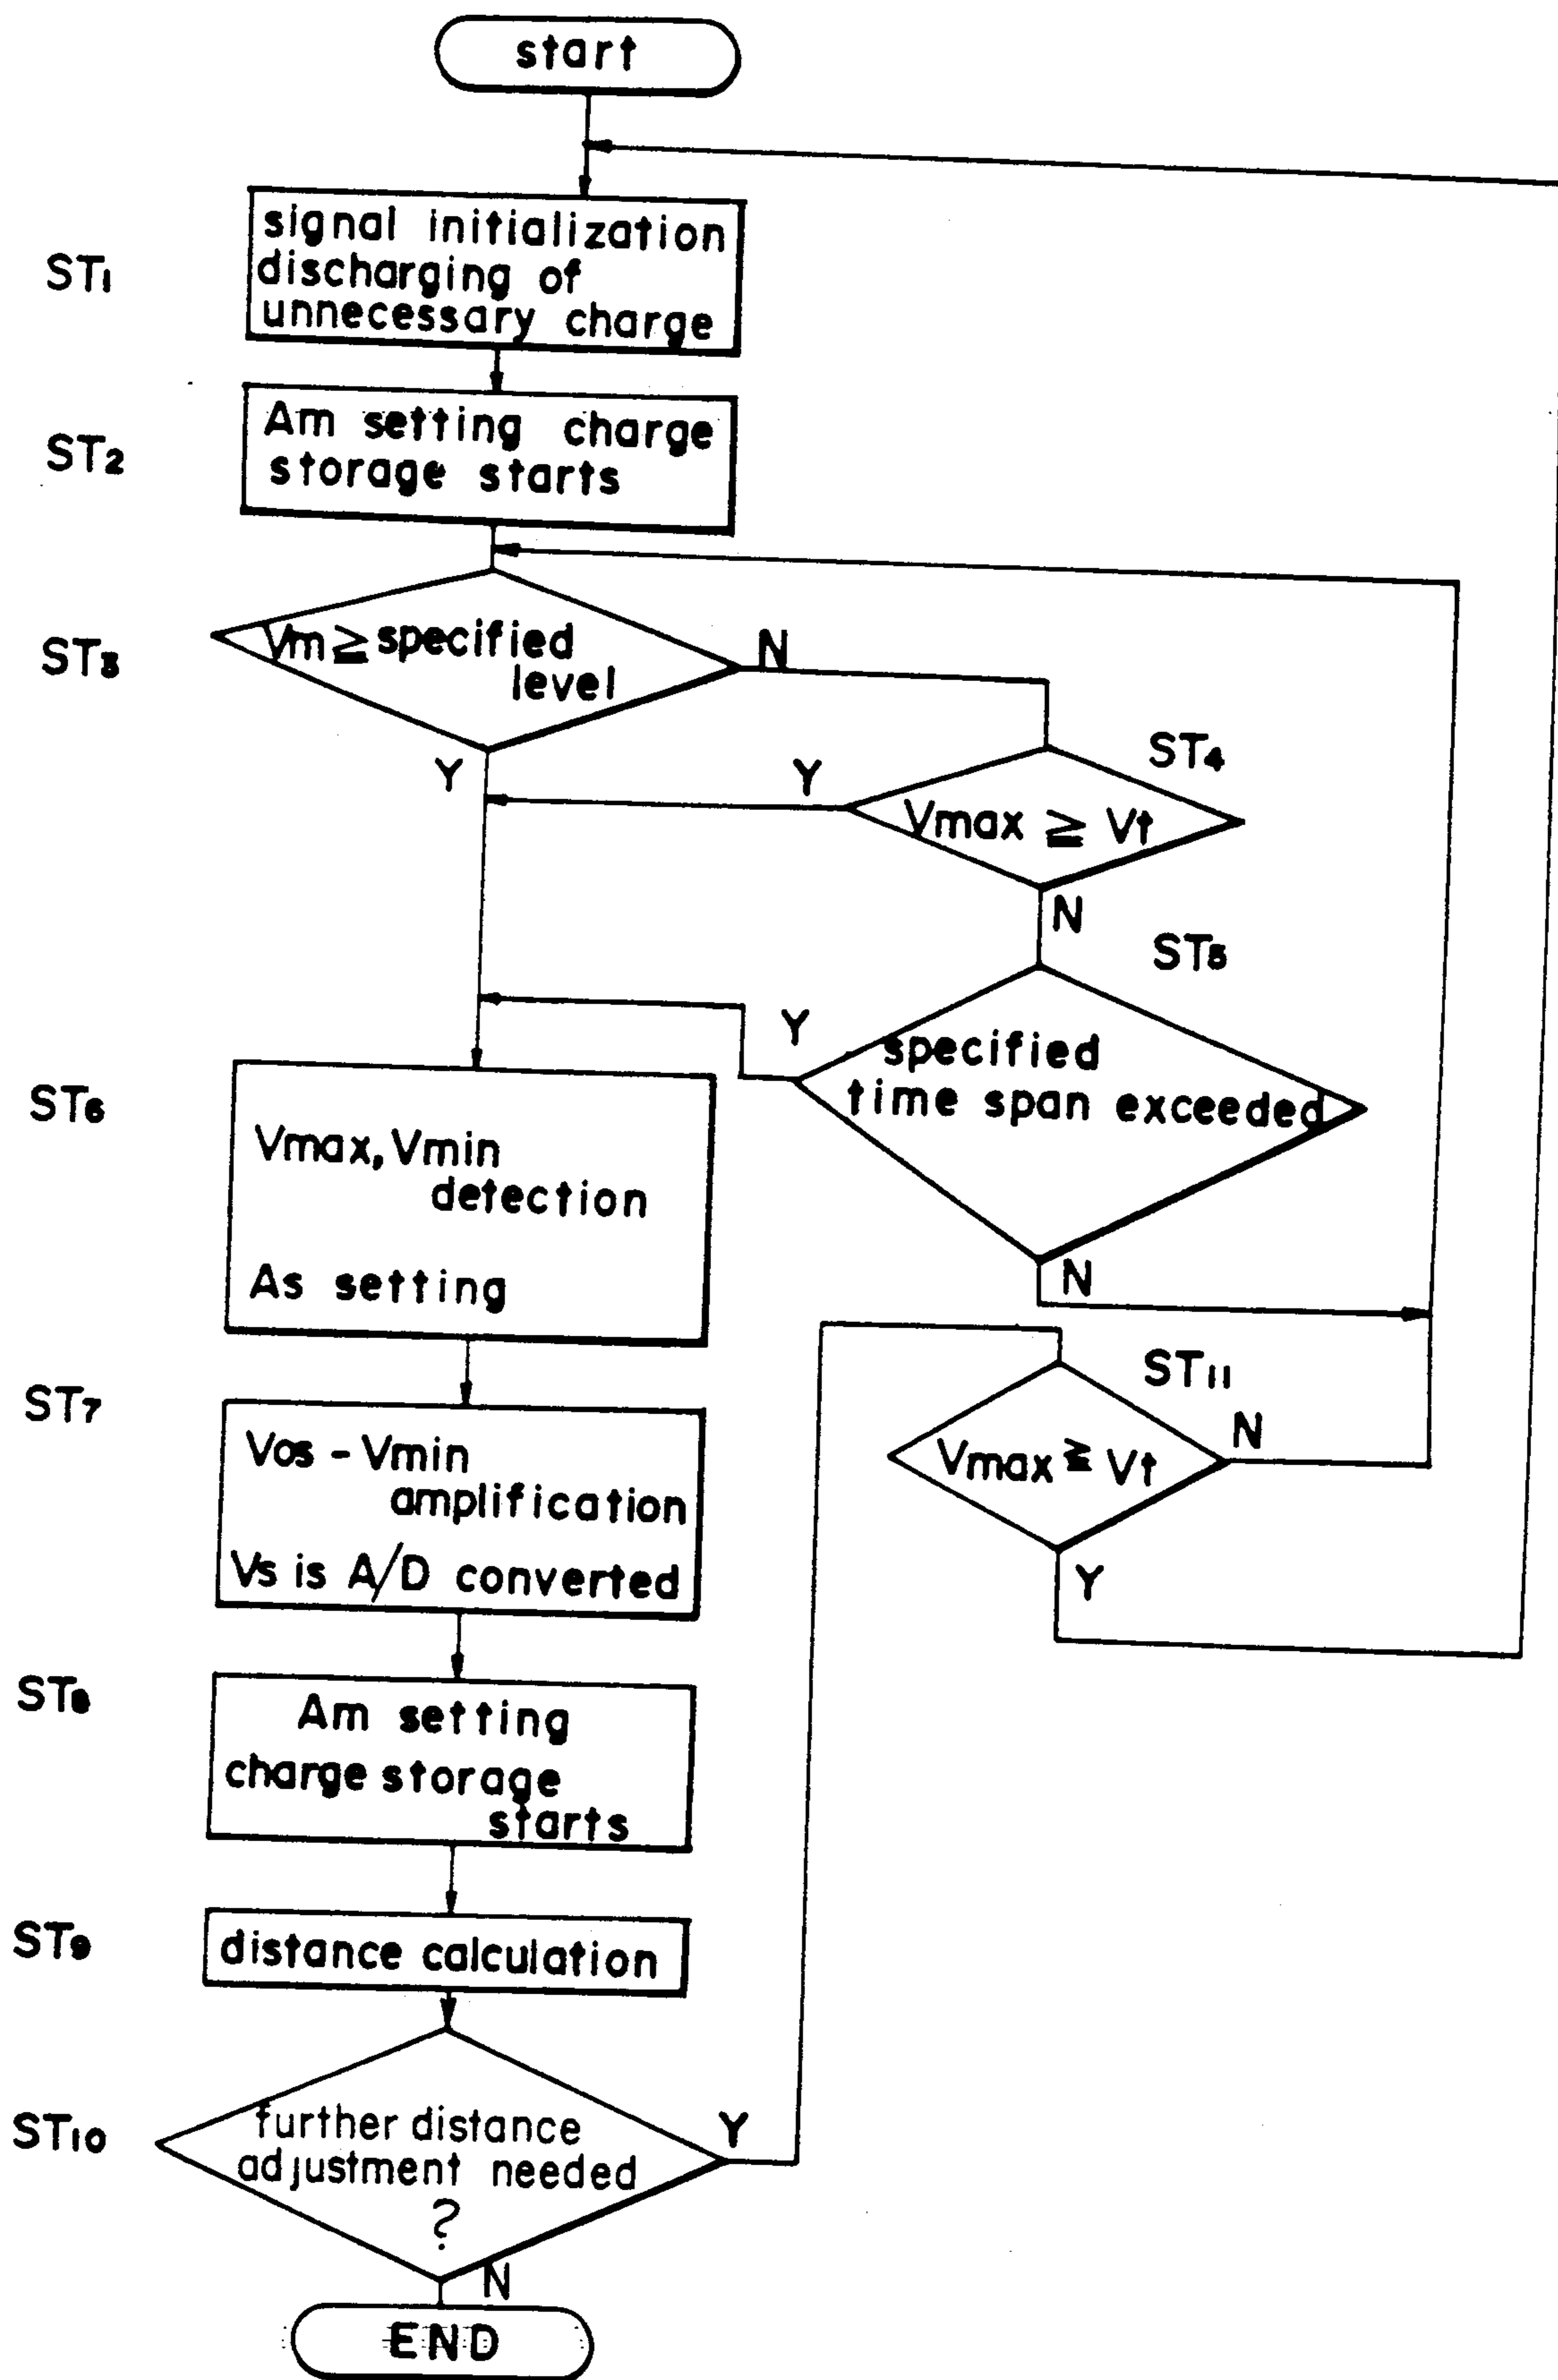 start
ST1
signal initialization
discharging of
unnecessary charge
ST2
Am setting charge
storage starts
ST3
Vm ≧ specified
level
N
Y
ST4
Y
Vmax ≧ Vt
N
ST5
Y
specified
time span exceeded
N
ST6
Vmax, Vmin
detection
As setting
ST7
Vos - Vmin
amplification
Vs is A/D converted
ST8
Am setting
charge storage
starts
ST11
Vmax ≧ Vt
N
Y
ST9
distance calculation
ST10
further distance
adjustment needed
?
Y
N
END